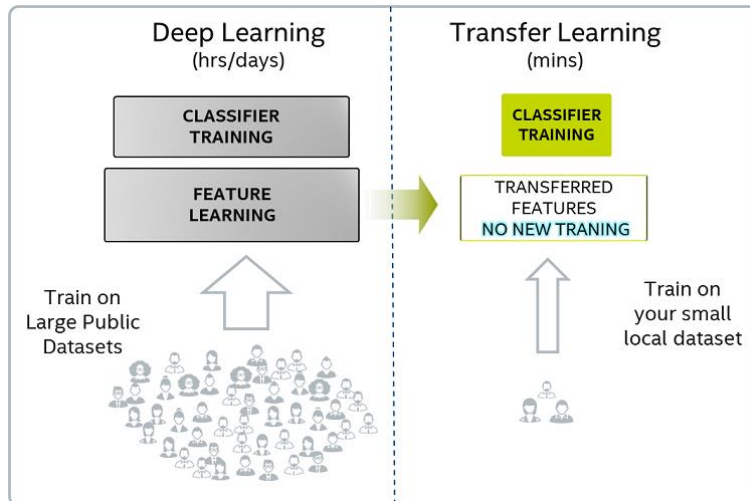 Deep Learning
(hrs/days)
CLASSIFIER
TRAINING
FEATURE
LEARNING
Train on
Large Public
Datasets
Transfer Learning
(mins)
CLASSIFIER
TRAINING
TRANSFERRED
FEATURES
NO NEW TRANING
Train on
your small
local dataset